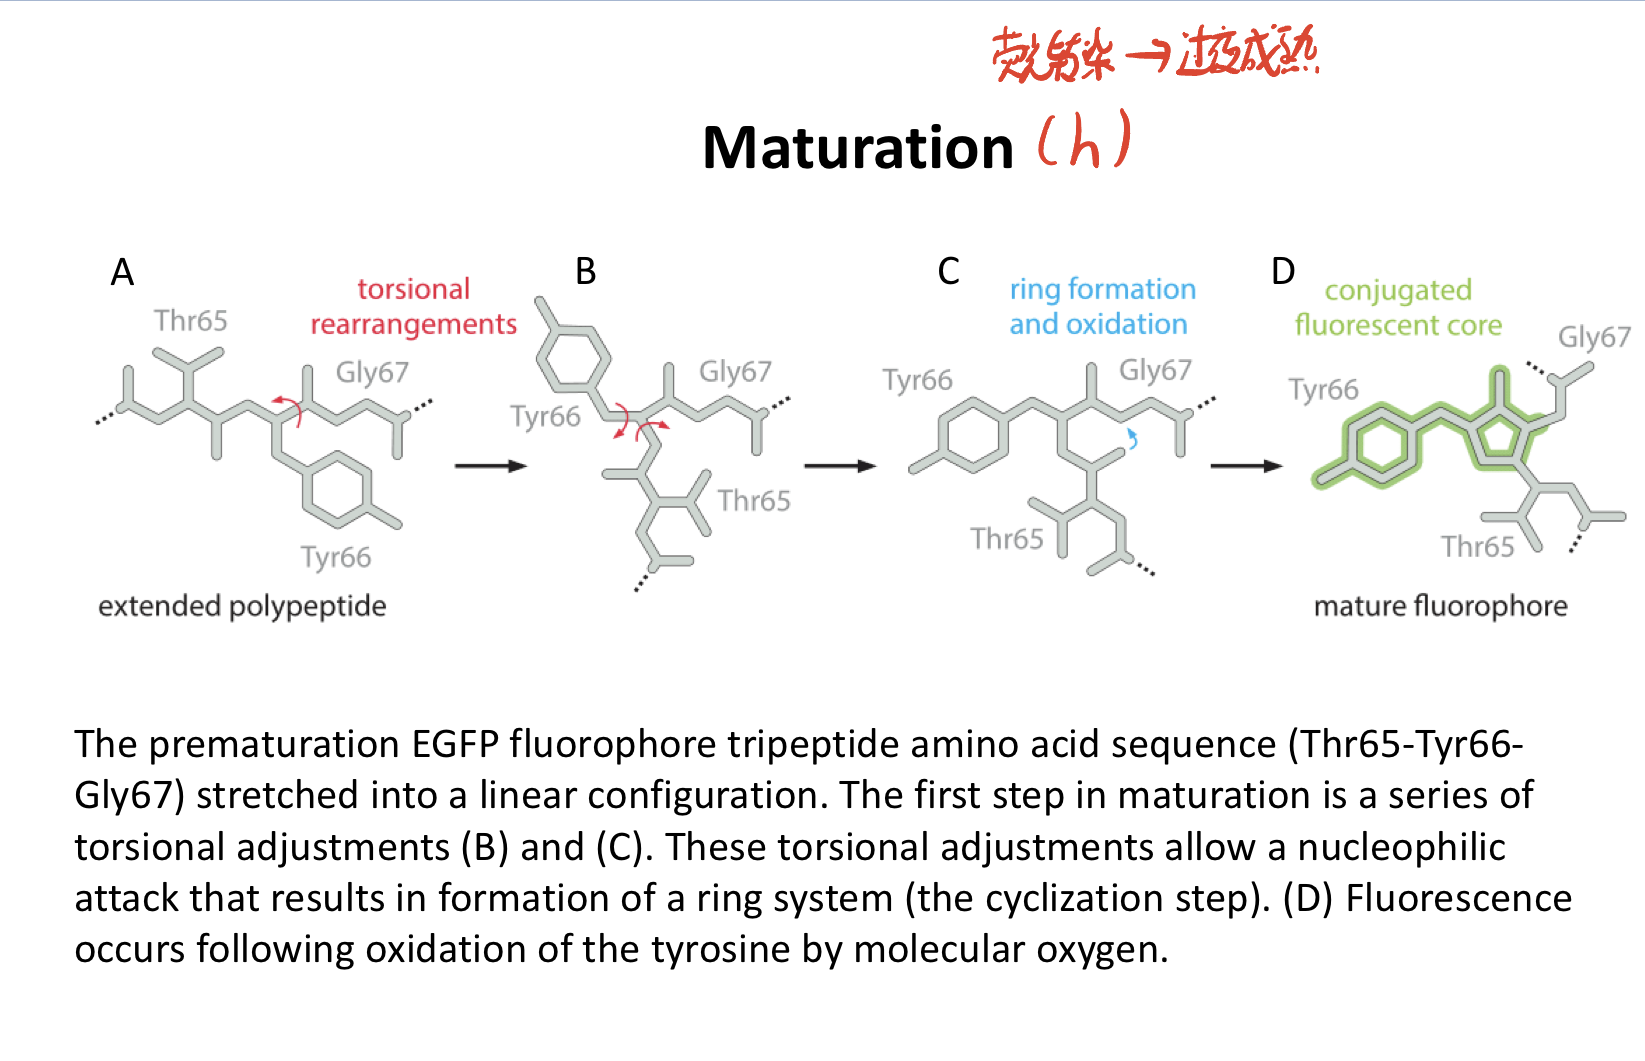 →过度成熟
Maturation (h)
A
torsional
rearrangements
Thr65
Gly67
Tyr66
extended polypeptide
B
Tyr66
Gly67
Thr65
C
ring formation
and oxidation
Tyr66
Gly67
Thr65
D
conjugated
fluorescent core
Gly67
Tyr66
Thr65
mature fluorophore
The prematuration EGFP fluorophore tripeptide amino acid sequence (Thr65-Tyr66-
Gly67) stretched into a linear configuration. The first step in maturation is a series of
torsional adjustments (B) and (C). These torsional adjustments allow a nucleophilic
attack that results in formation of a ring system (the cyclization step). (D) Fluorescence
occurs following oxidation of the tyrosine by molecular oxygen.